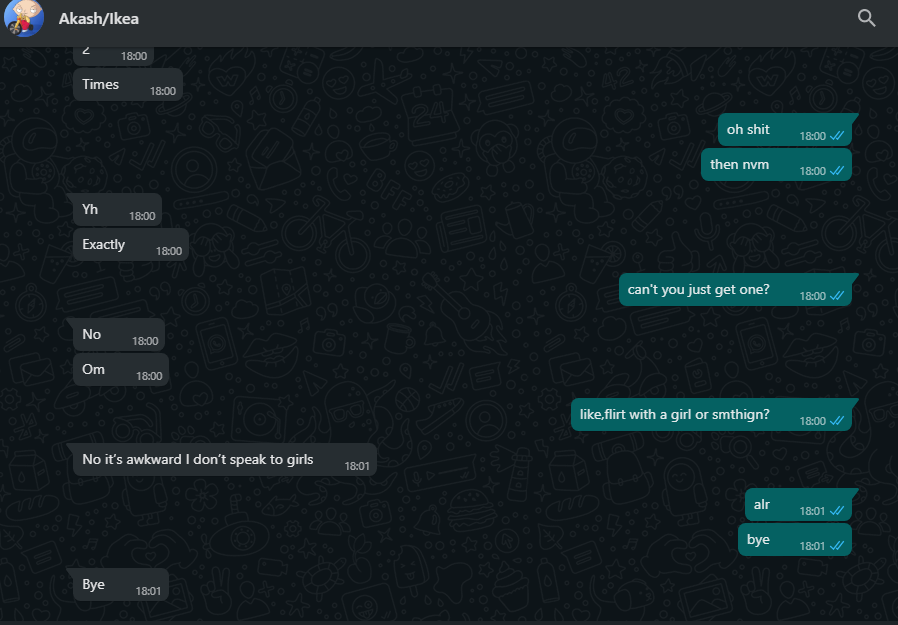 Akash/Ikea
2
18:00
Times
18:00
oh shit
18:00
then nvm
18:00
Yh
18:00
Exactly
18:00
can't you just get one?
18:00
No
18:00
Om
18:00
like,flirt with a girl or smthign?
18:00
No it's awkward I don't speak to girls
18:01
alr
18:01
bye
18:01
Bye
18:01